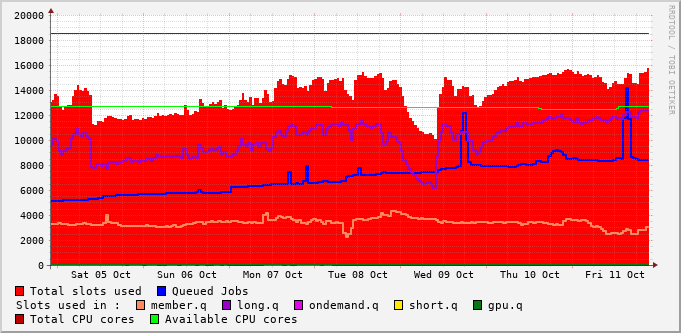 20000
18000
16000
14000
12000
10000
8000
6000
4000
2000
0
Sat 05 Oct Sun 06 Oct Mon 07 Oct Tue 08 Oct Wed 09 Oct Thu 10 Oct Fri 11 Oct
Total slots used Queued Jobs
Slots used in : member.q long.q ondemand.q short.q gpu.q
Total CPU cores Available CPU cores
RRDTOOL / TOBI OETIKER